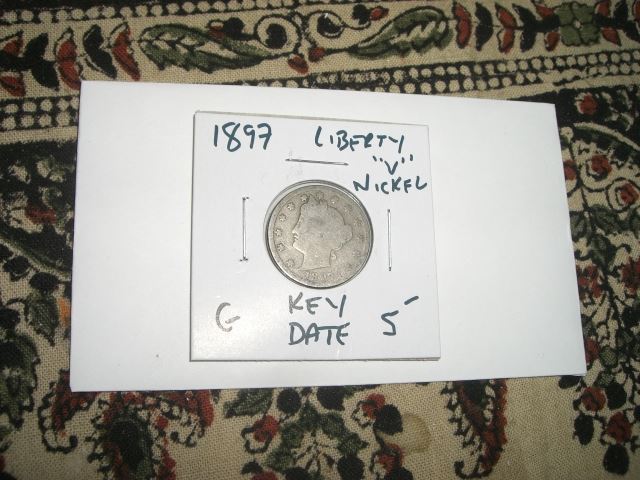 1897 LIBERTY
"V"
NICKEL
G KEY
DATE 5-